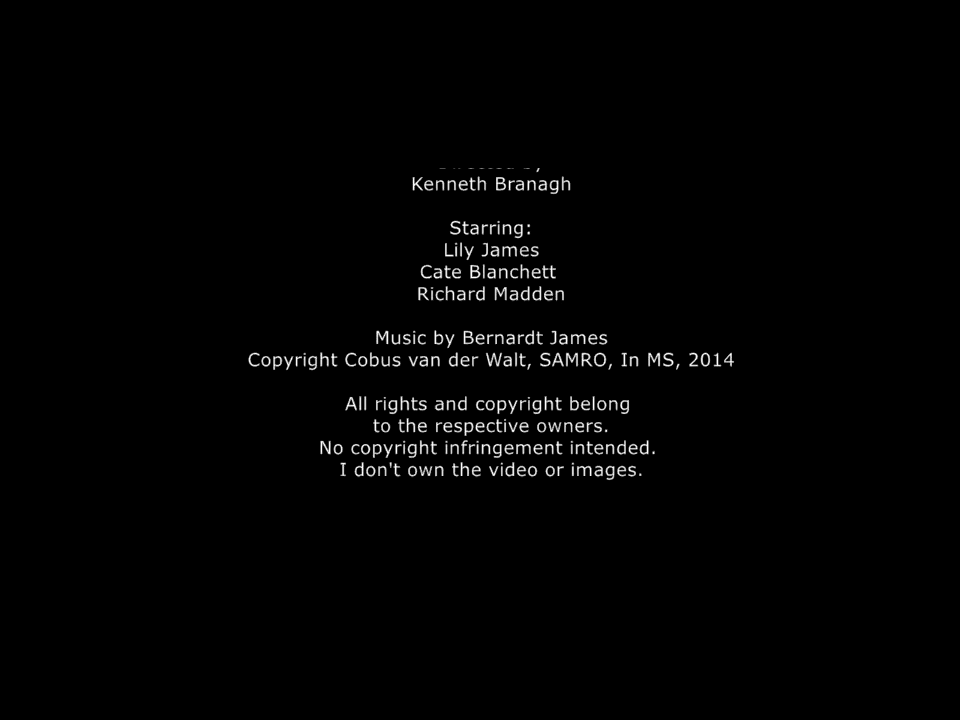 Kenneth Branagh
Starring:
Lily James
Cate Blanchett
Richard Madden
Music by Bernardt James
Copyright Cobus van der Walt, SAMRO, In MS, 2014
All rights and copyright belong
to the respective owners.
No copyright infringement intended.
I don't own the video or images.